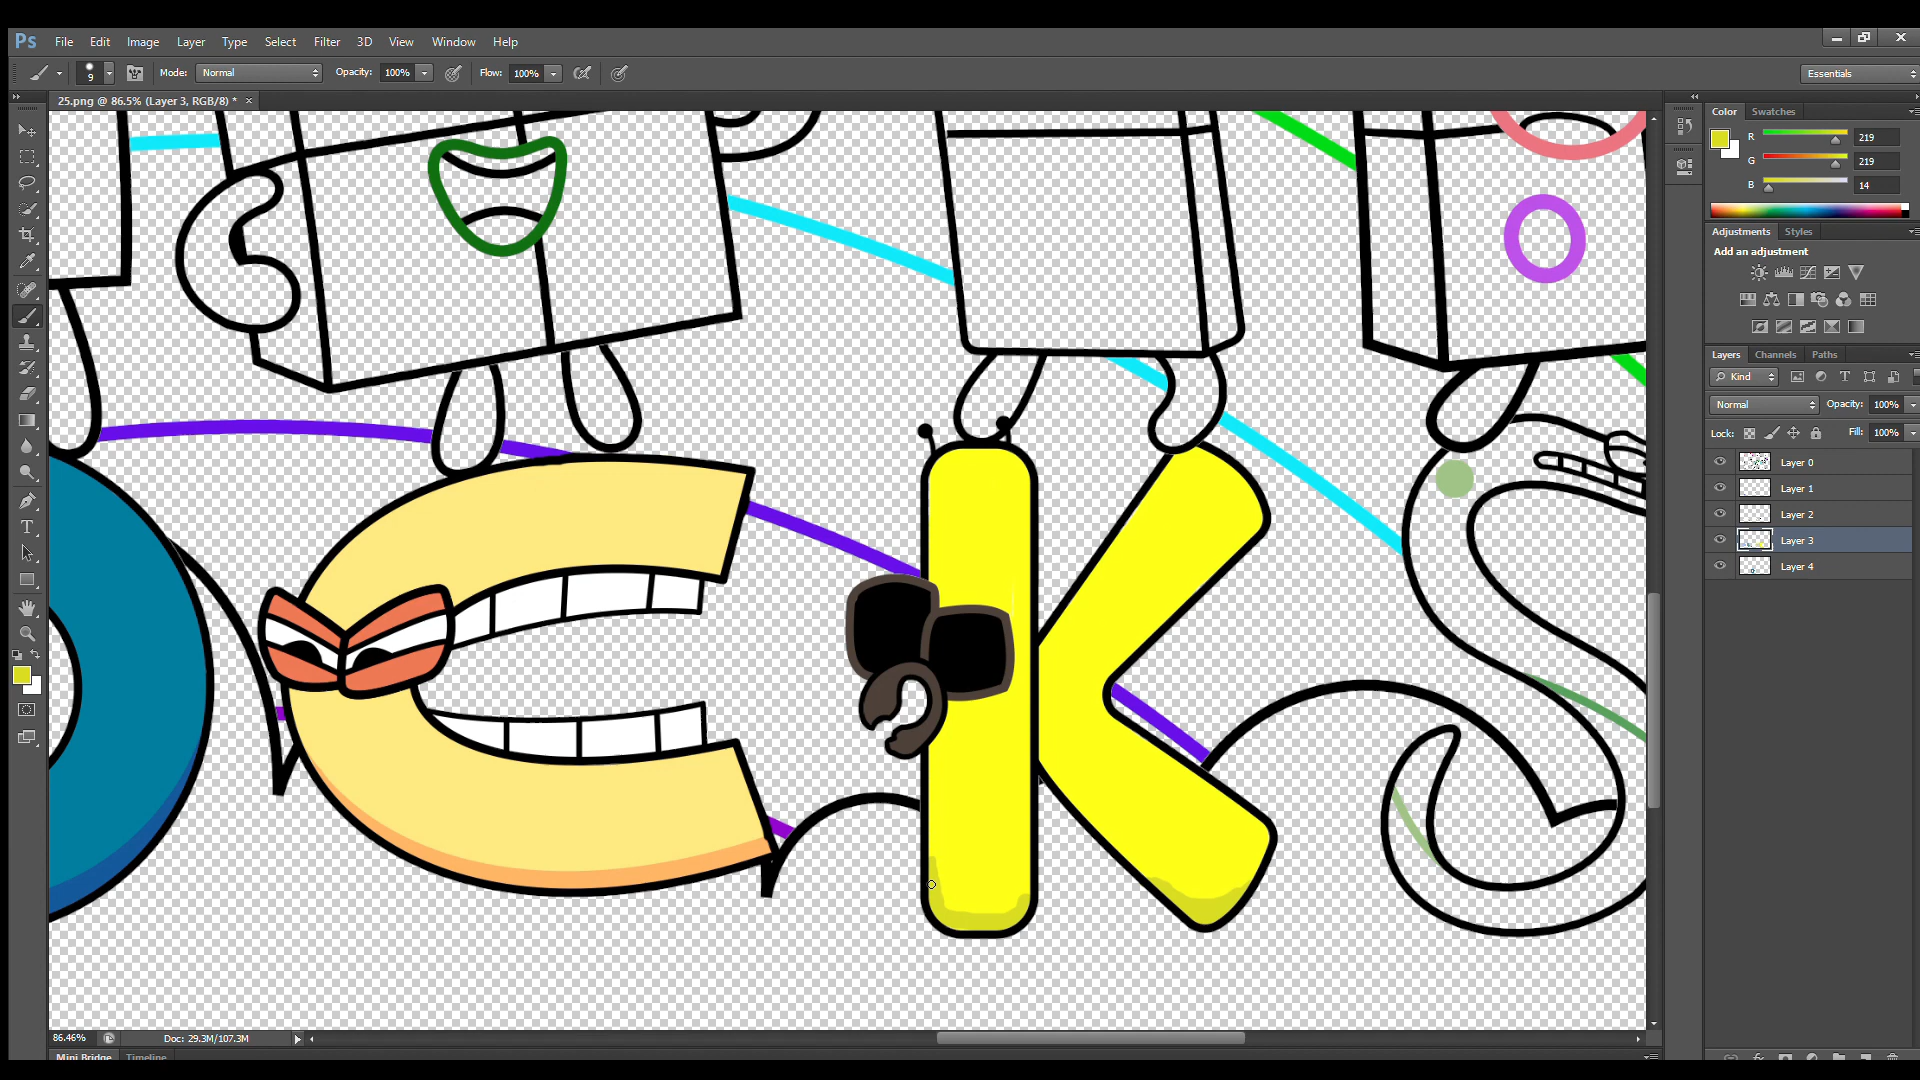 Ps File Edit Image Layer Type Select Filter 3D View Window Help
9 Mode: Normal Opacity: 100% Flow: 100% Essentials
25.png @ 86.5% (Layer 3, RGB/8) * ×
Color Swatches
R 219
G 219
B 14
Adjustments Styles
Add an adjustment
Layers Channels Paths
Kind
Normal Opacity: 100%
Lock: Fill: 100%
Layer 0
Layer 1
Layer 2
Layer 3
Layer 4
C K S
86.46% Doc: 29.3M/107.3M
Mini Bridge Timeline